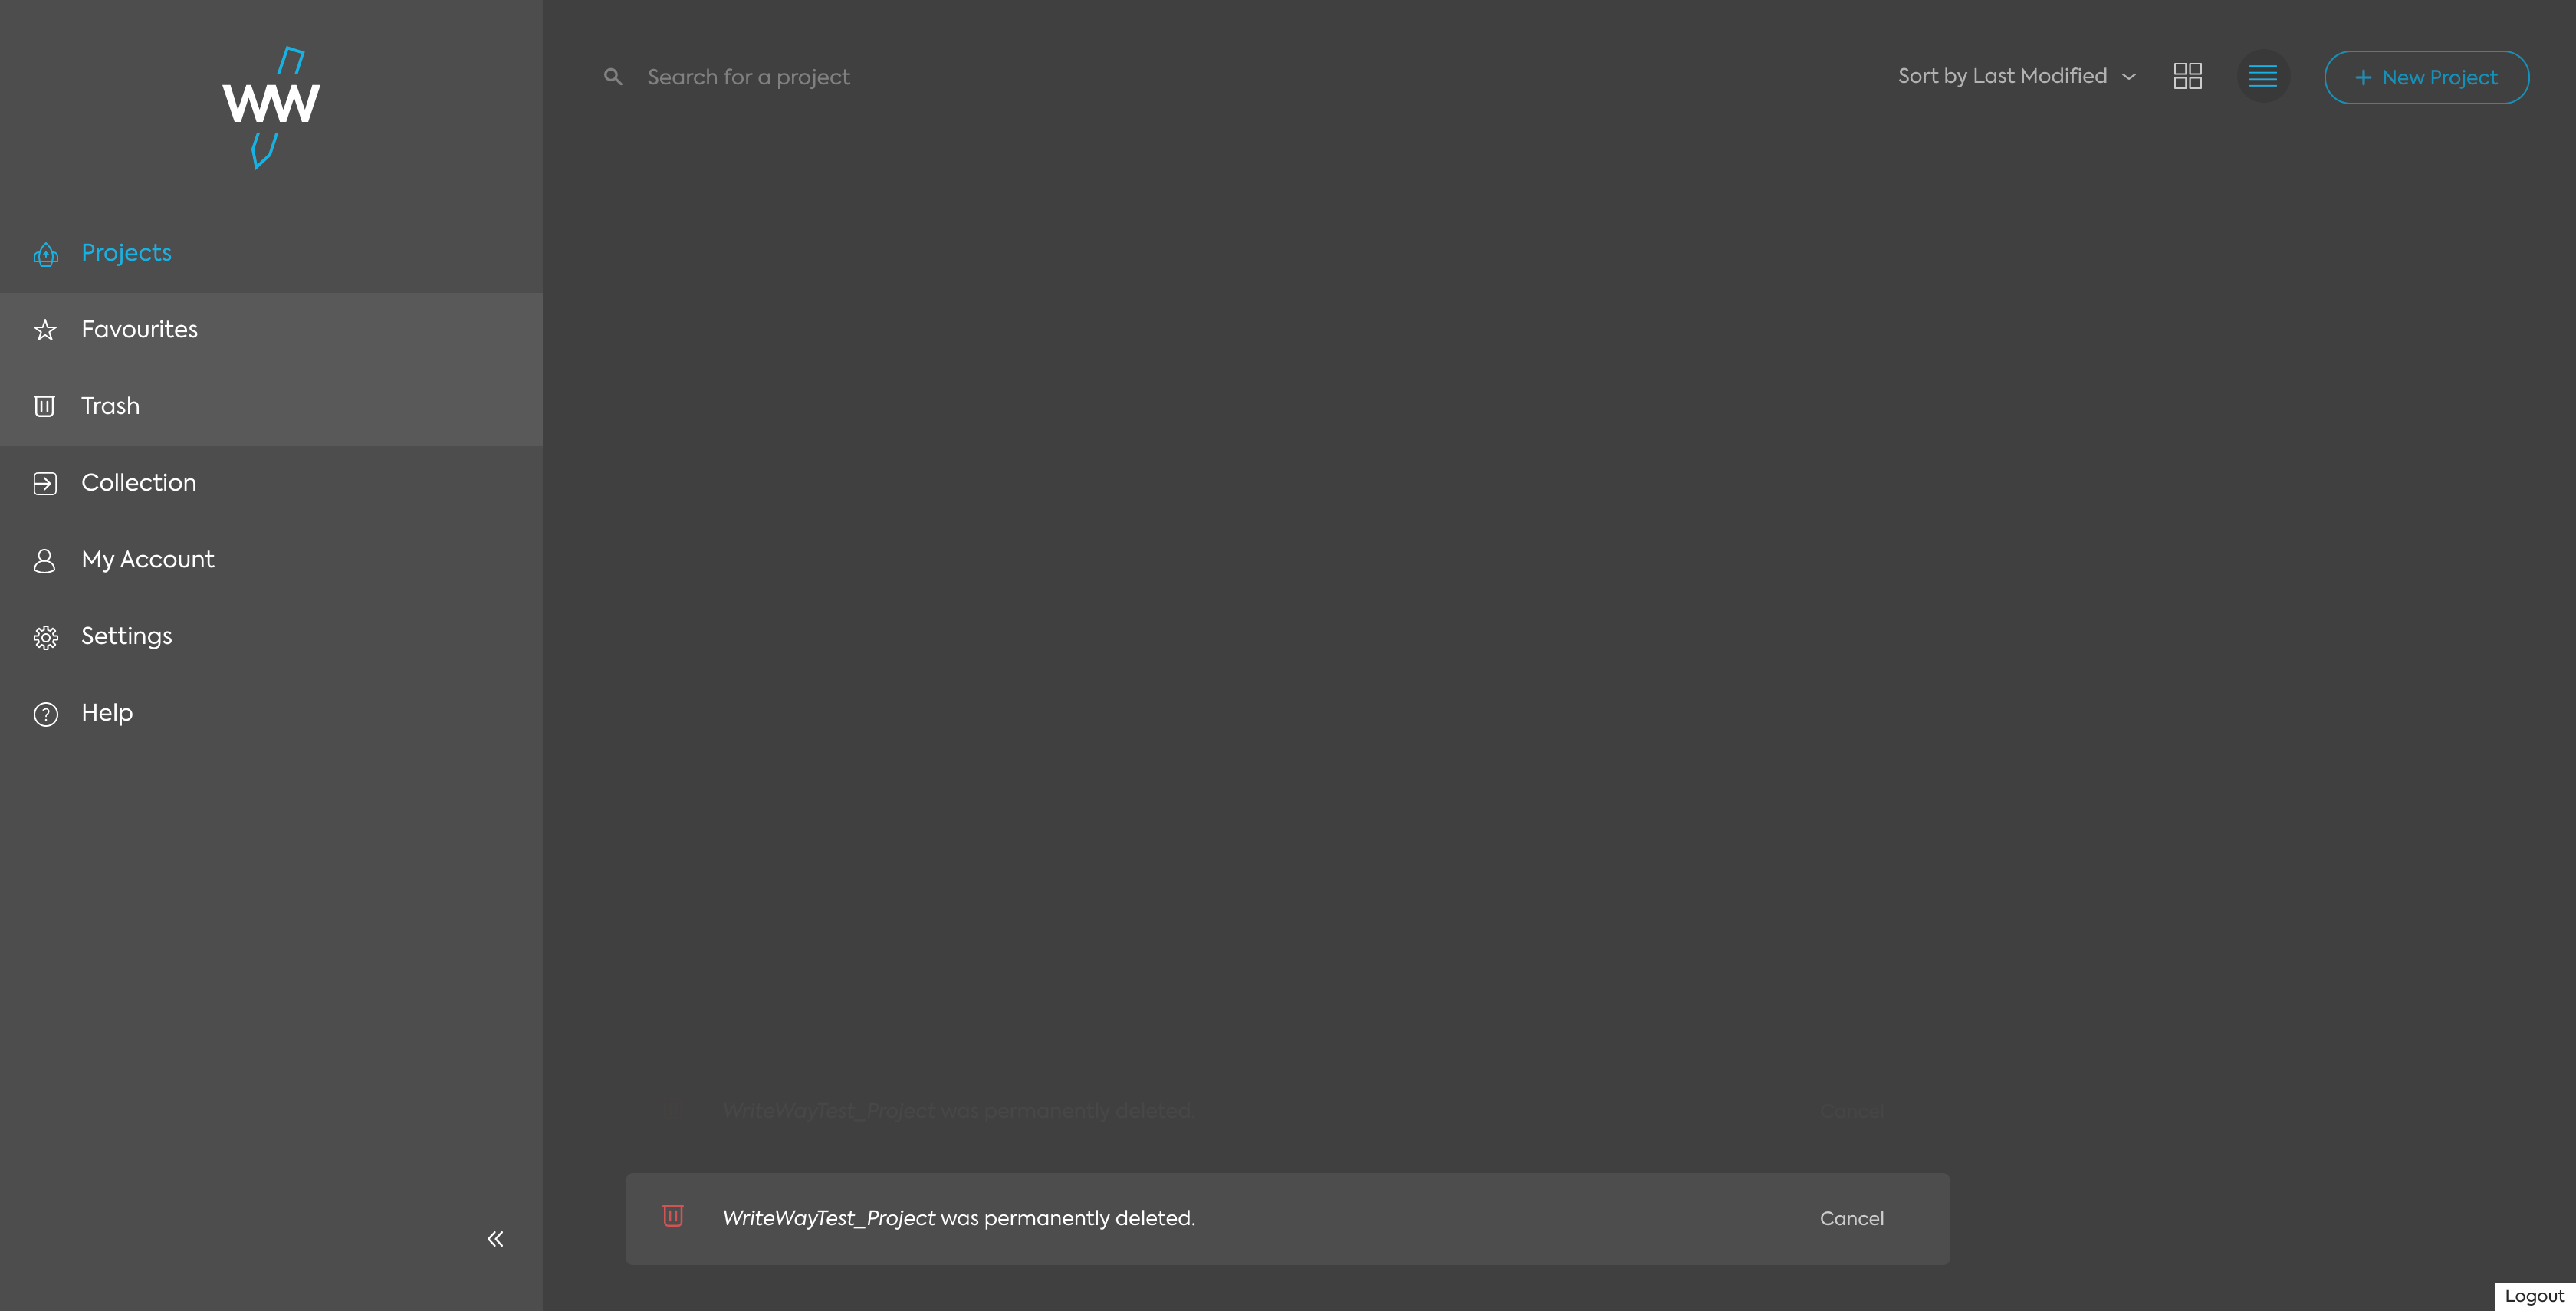 WW
Search for a project
Sort by Last Modified
+ New Project
Projects
Favourites
Trash
Collection
My Account
Settings
? Help
WriteWayTest_Project was permanently deleted.
Cancel
WriteWayTest_Project was permanently deleted.
Cancel
Logout